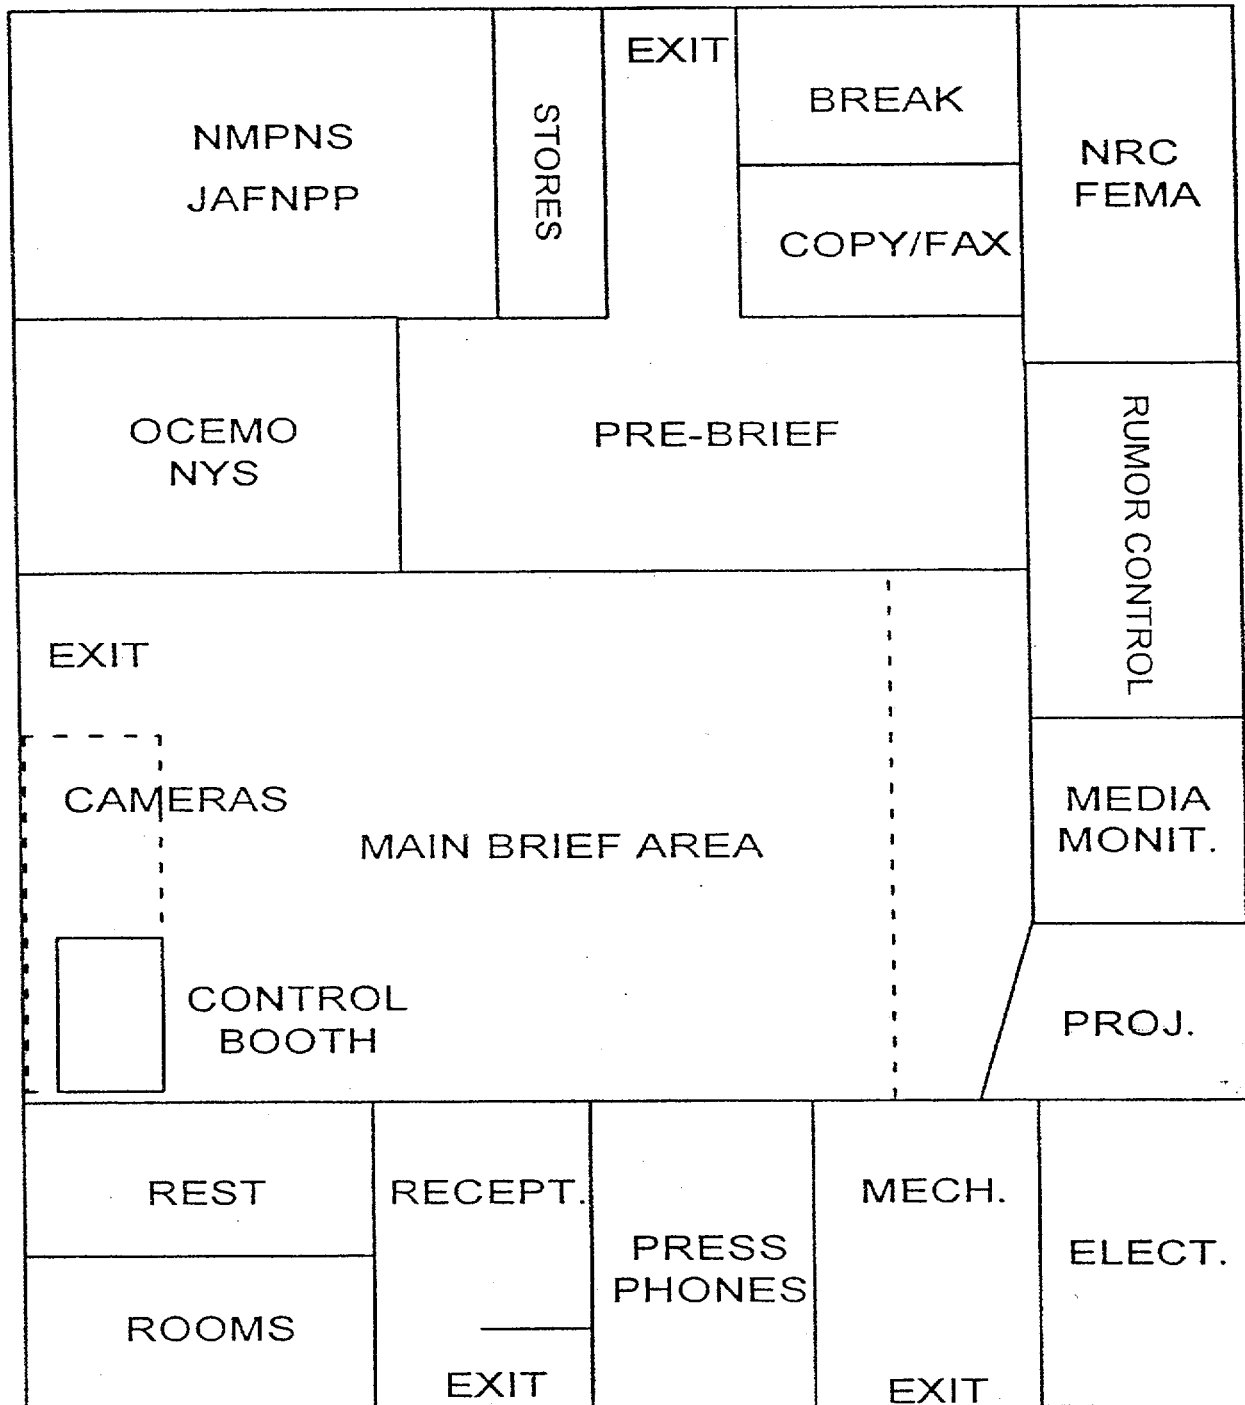 EXIT
BREAK
NMPNS
JAFNPP
STORES
NRC
FEMA
COPY/FAX
OCEMO
NYS
PRE-BRIEF
RUMOR CONTROL
EXIT
CAMERAS
MAIN BRIEF AREA
MEDIA
MONIT.
CONTROL
BOOTH
PROJ.
REST
ROOMS
RECEPT.
EXIT
PRESS
PHONES
MECH.
EXIT
ELECT.